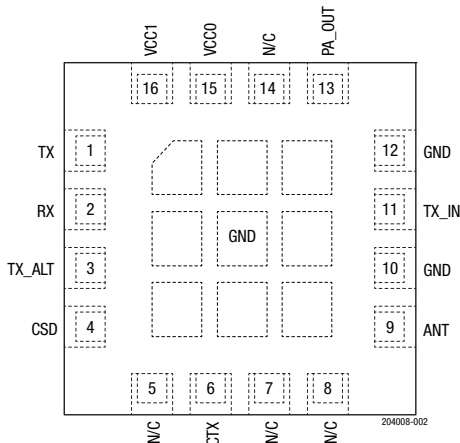 VCC1
VCC0
N/C
PA_OUT
16
15
14
13
TX
1
12
GND
RX
2
11
TX_IN
GND
TX_ALT
3
10
GND
CSD
4
9
ANT
5
6
7
8
N/C
CTX
N/C
N/C
204008-002